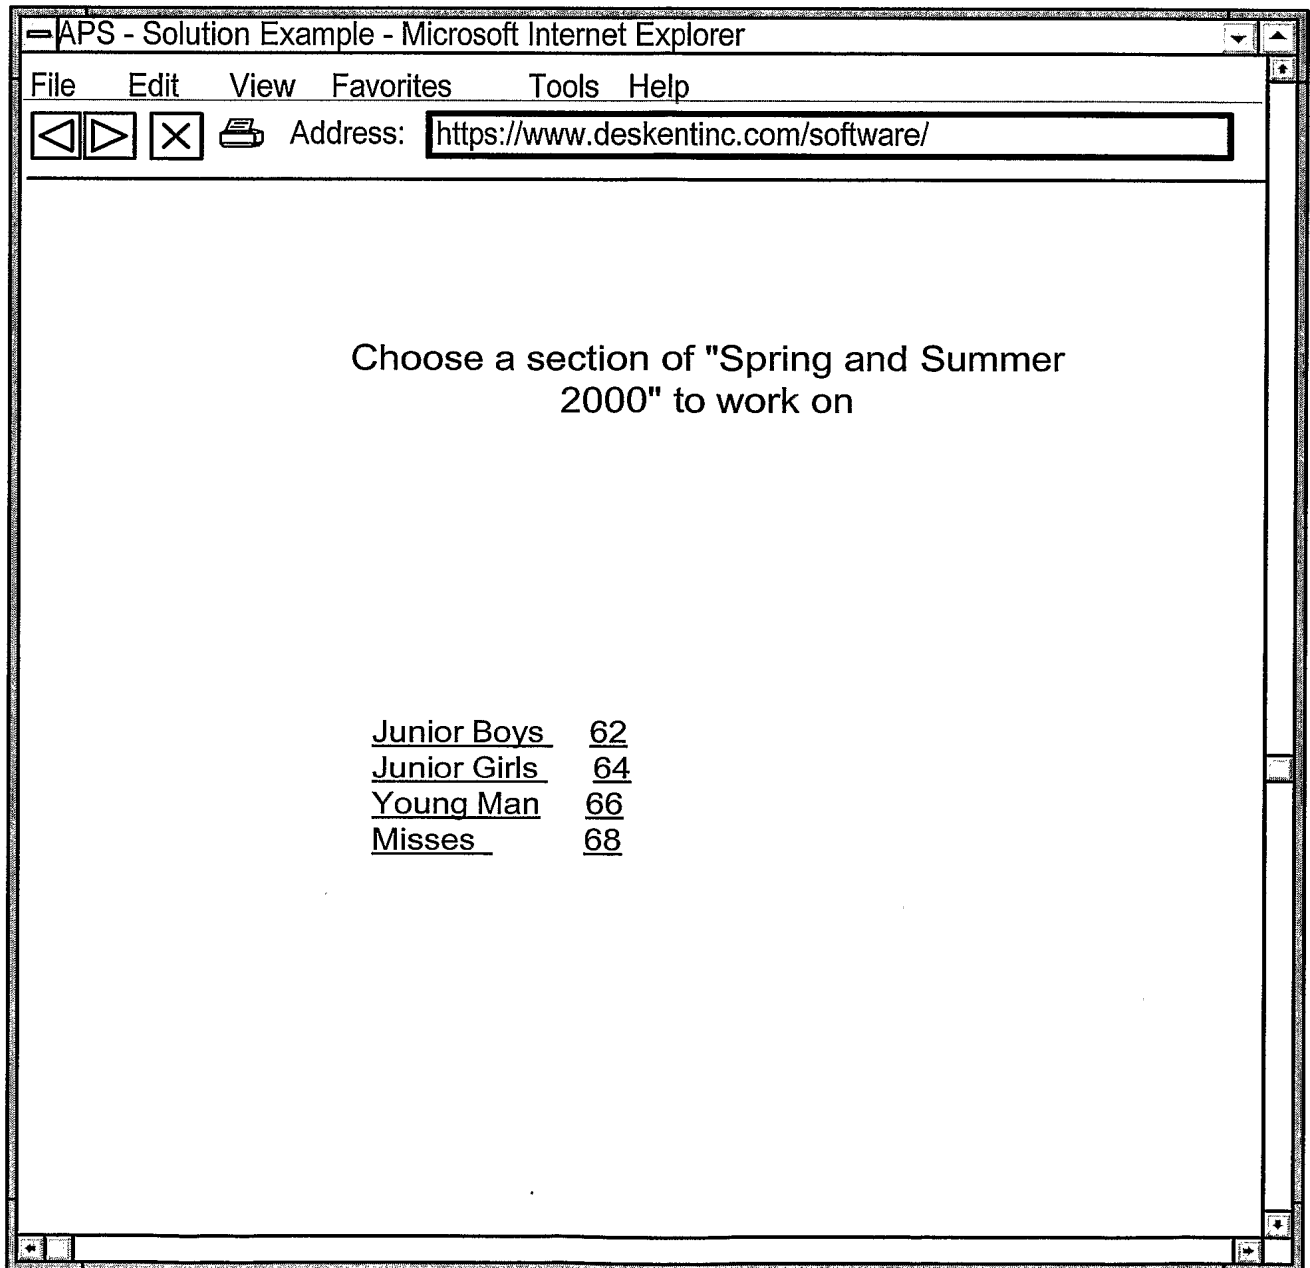 APS - Solution Example - Microsoft Internet Explorer
File Edit View Favorites Tools Help
Address: https://www.deskentinc.com/software/
Choose a section of "Spring and Summer
2000" to work on
Junior Boys 62
Junior Girls 64
Young Man 66
Misses 68